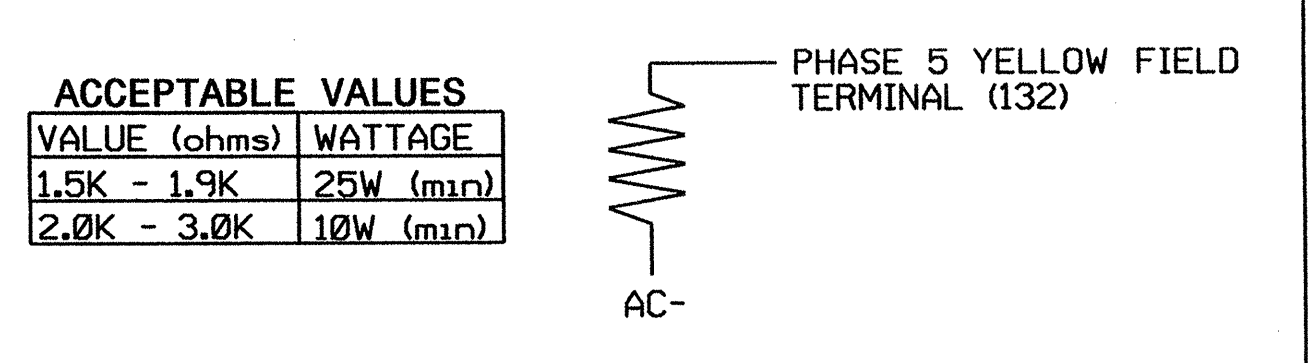 ACCEPTABLE VALUES
VALUE (ohms) WATTAGE
1.5K - 1.9K 25W (min)
2.0K - 3.0K 10W (min)
PHASE 5 YELLOW FIELD
TERMINAL (132)
AC-